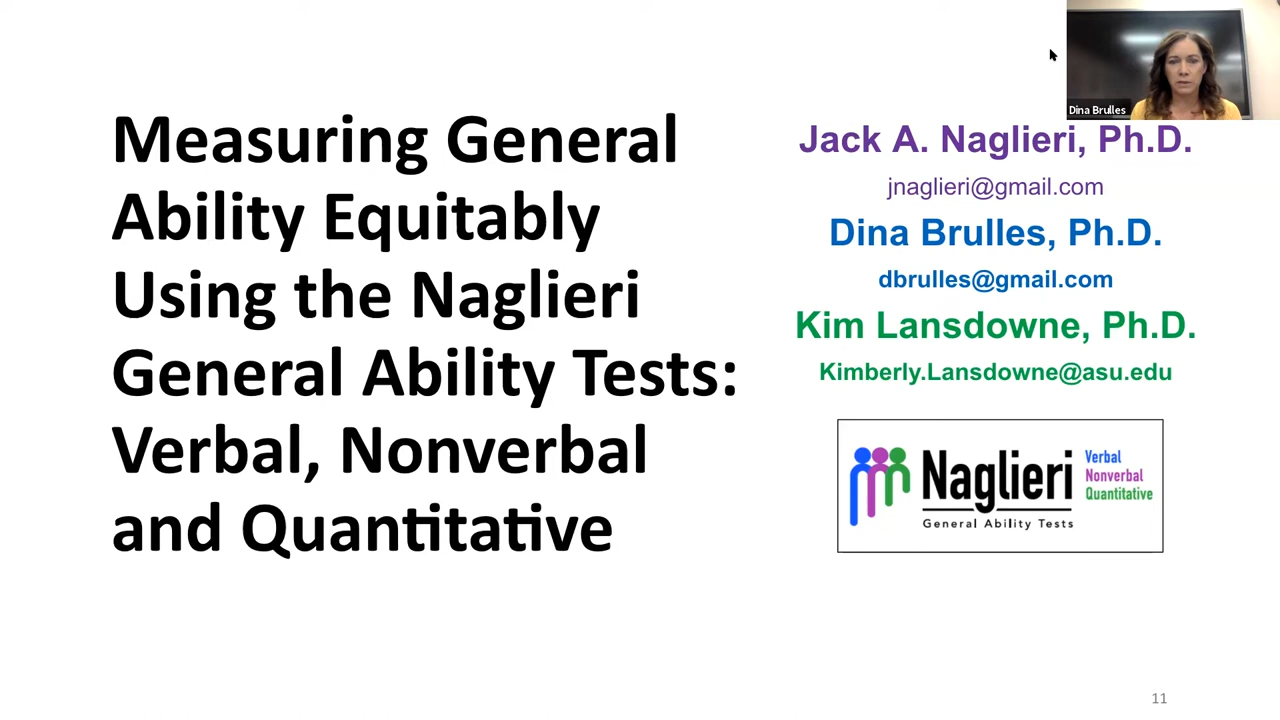 Measuring General
Ability Equitably
Using the Naglieri
General Ability Tests:
Verbal, Nonverbal
and Quantitative
Dina Brulles
Jack A. Naglieri, Ph.D.
jnaglieri@gmail.com
Dina Brulles, Ph.D.
dbrulles@gmail.com
Kim Lansdowne, Ph.D.
Kimberly.Lansdowne@asu.edu
Naglieri
General Ability Tests
Verbal
Nonverbal
Quantitative
11